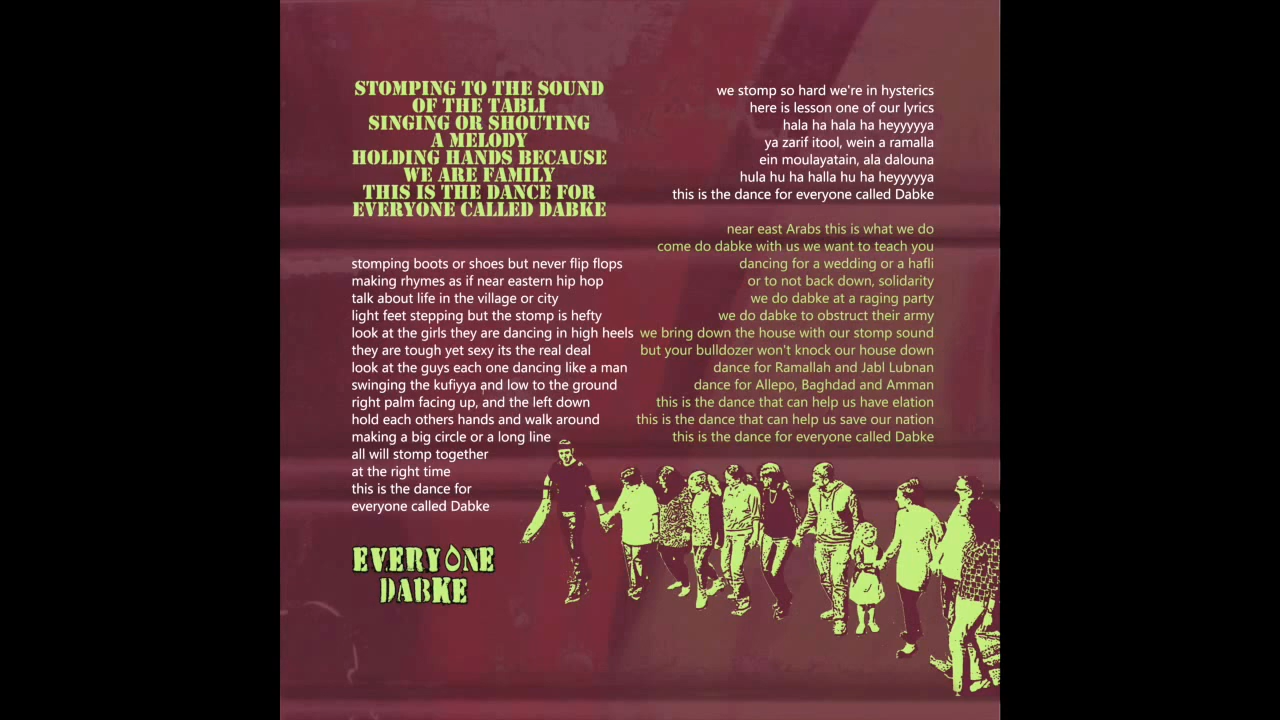 STOMPING TO THE SOUND
OF THE TABLI
SINGING OR SHOUTING
A MELODY
HOLDING HANDS BECAUSE
WE ARE FAMILY
THIS IS THE DANCE FOR
EVERYONE CALLED DABKE
stomping boots or shoes but never flip flops
making rhymes as if near eastern hip hop
talk about life in the village or city
light feet stepping but the stomp is hefty
look at the girls they are dancing in high heels
they are tough yet sexy its the real deal
look at the guys each one dancing like a man
swinging the kufiyya and low to the ground
right palm facing up, and the left down
hold each others hands and walk around
making a big circle or a long line
all will stomp together
at the right time
this is the dance for
everyone called Dabke
EVERYONE
DABKE
we stomp so hard we're in hysterics
here is lesson one of our lyrics
hala ha hala ha heyyyyya
ya zarif itool, wein a ramalla
ein moulayatain, ala dalouna
hula hu ha halla hu ha heyyyyya
this is the dance for everyone called Dabke
near east Arabs this is what we do
come do dabke with us we want to teach you
dancing for a wedding or a hafli
or to not back down, solidarity
we do dabke at a raging party
we do dabke to obstruct their army
we bring down the house with our stomp sound
but your bulldozer won't knock our house down
dance for Ramallah and Jabl Lubnan
dance for Allepo, Baghdad and Amman
this is the dance that can help us have elation
this is the dance that can help us save our nation
this is the dance for everyone called Dabke